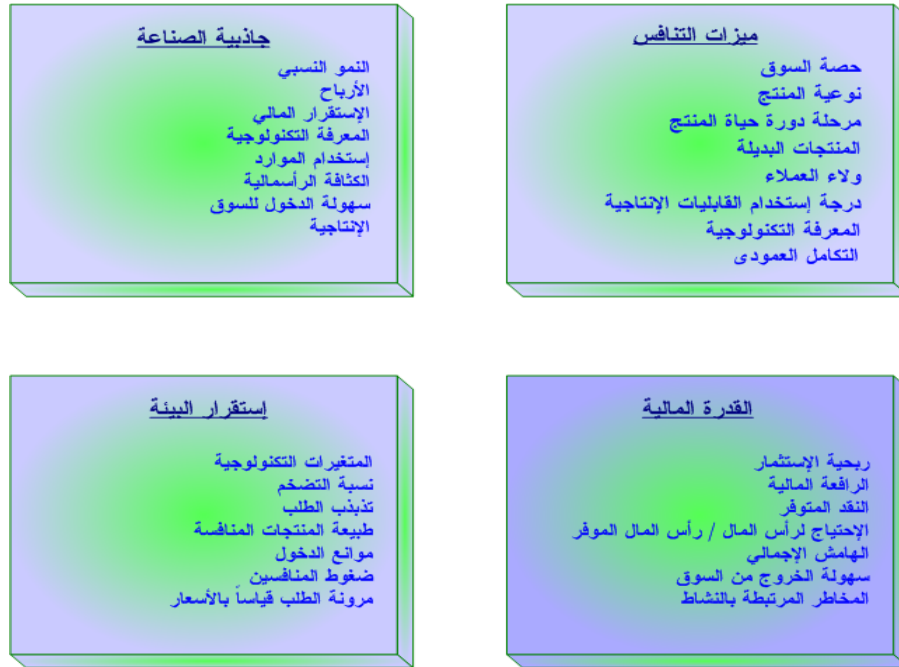 ميزات التنافس
حصة السوق
نوعية المنتج
مرحلة دورة حياة المنتج
المنتجات البديلة
ولاء العملاء
درجة إستخدام القابليات الإنتاجية
المعرفة التكنولوجية
التكامل العمودى
جاذبية الصناعة
النمو النسبي
الأرباح
الإستقرار المالي
المعرفة التكنولوجية
إستخدام الموارد
الكثافة الرأسمالية
سهولة الدخول للسوق
الإنتاجية
القدرة المالية
ربحية الإستثمار
الرافعة المالية
النقد المتوفر
الإحتياج لرأس المال / رأس المال الموفر
الهامش الإجمالي
سهولة الخروج من السوق
المخاطر المرتبطة بالنشاط
إستقرار البيئة
المتغيرات التكنولوجية
نسبة التضخم
تذبذب الطلب
طبيعة المنتجات المنافسة
موانع الدخول
ضغوط المنافسين
مرونة الطلب قياساً بالأسعار